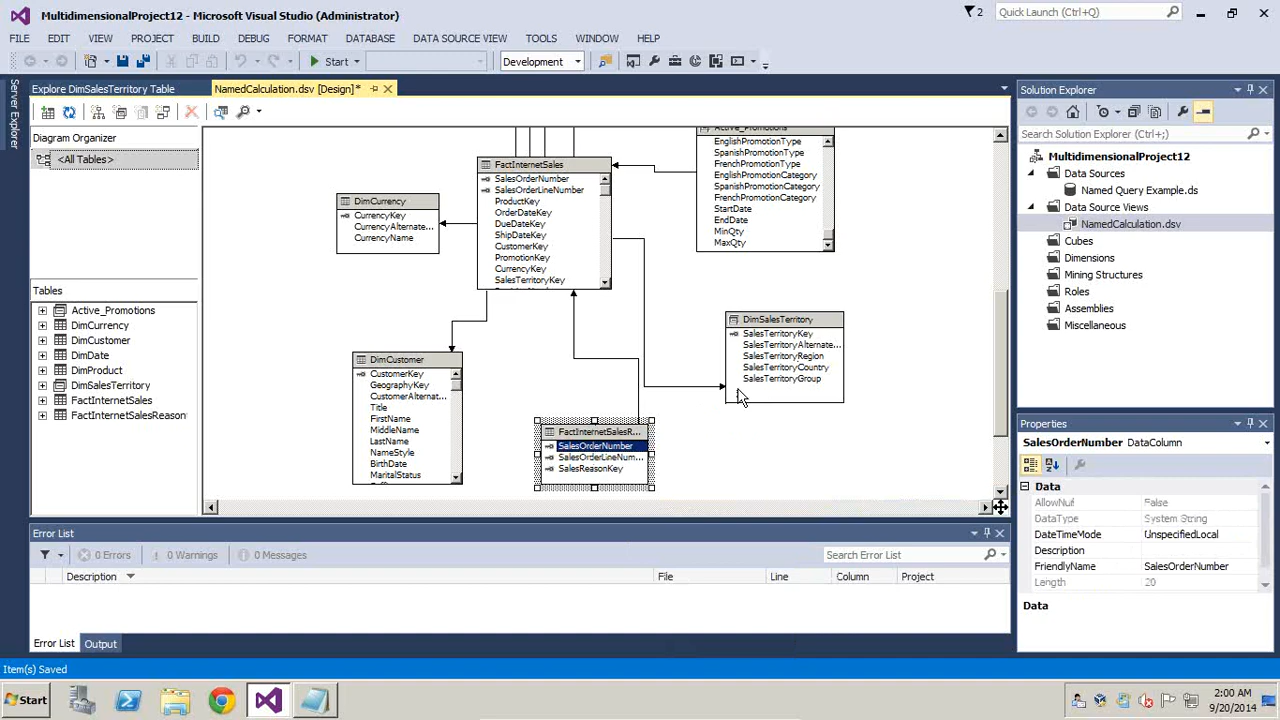 MultidimensionalProject12 - Microsoft Visual Studio (Administrator)
2
Quick Launch (Ctrl+Q)
FILE EDIT VIEW PROJECT BUILD DEBUG FORMAT DATABASE DATA SOURCE VIEW TOOLS WINDOW HELP
Start
Development
Server Explorer
Explore DimSalesTerritory Table
NamedCalculation.dsv [Design]*
Diagram Organizer
<All Tables>
Tables
Active_Promotions
DimCurrency
DimCustomer
DimDate
DimProduct
DimSalesTerritory
FactInternetSales
FactInternetSalesReason
FactInternetSales
SalesOrderNumber
SalesOrderLineNumber
ProductKey
OrderDateKey
DueDateKey
ShipDateKey
CustomerKey
PromotionKey
CurrencyKey
SalesTerritoryKey
DimCurrency
CurrencyKey
CurrencyAlternate...
CurrencyName
Active_Promotions
EnglishPromotionType
SpanishPromotionType
FrenchPromotionType
EnglishPromotionCategory
SpanishPromotionCategory
FrenchPromotionCategory
StartDate
EndDate
MinQty
MaxQty
DimSalesTerritory
SalesTerritoryKey
SalesTerritoryAlternate...
SalesTerritoryRegion
SalesTerritoryCountry
SalesTerritoryGroup
DimCustomer
CustomerKey
GeographyKey
CustomerAlternat...
Title
FirstName
MiddleName
LastName
NameStyle
BirthDate
MaritalStatus
FactInternetSalesR...
SalesOrderNumber
SalesOrderLineNum...
SalesReasonKey
Solution Explorer
Search Solution Explorer (Ctrl+;)
MultidimensionalProject12
Data Sources
Named Query Example.ds
Data Source Views
NamedCalculation.dsv
Cubes
Dimensions
Mining Structures
Roles
Assemblies
Miscellaneous
Properties
SalesOrderNumber DataColumn
Data
AllowNull False
DataType System String
DateTimeMode UnspecifiedLocal
Description
FriendlyName SalesOrderNumber
Length 20
Data
Error List
0 Errors 0 Warnings 0 Messages
Search Error List
Description File Line Column Project
Error List Output
Item(s) Saved
Start
2:00 AM
9/20/2014